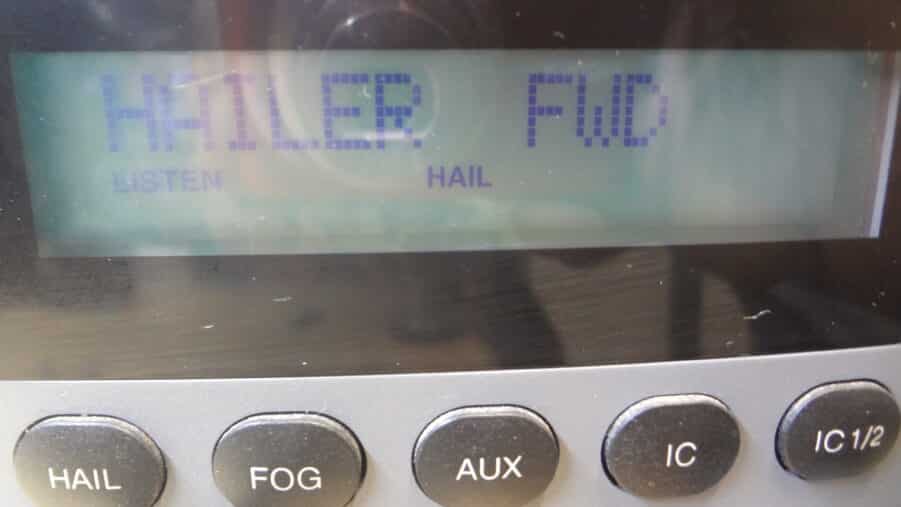 HAILER FWD
LISTEN HAIL
HAIL FOG AUX IC IC 1/2